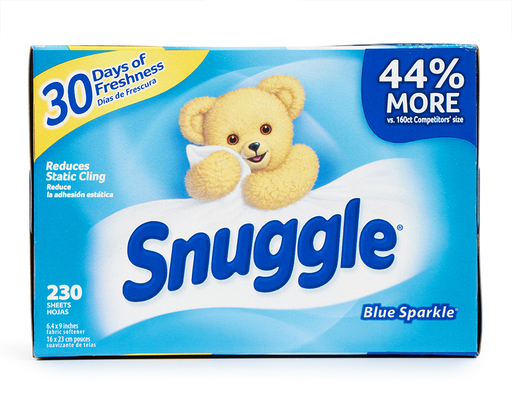 30 Days of
Freshness
Días de Frescura
44%
MORE
vs. 160ct Competitors' size
Reduces
Static Cling
Reduce
la adhesión estática
Snuggle®
230
SHEETS
HOJAS
6.4 x 9 inches
fabric softener
16 x 23 cm pouces
suavizante de telas
Blue Sparkle